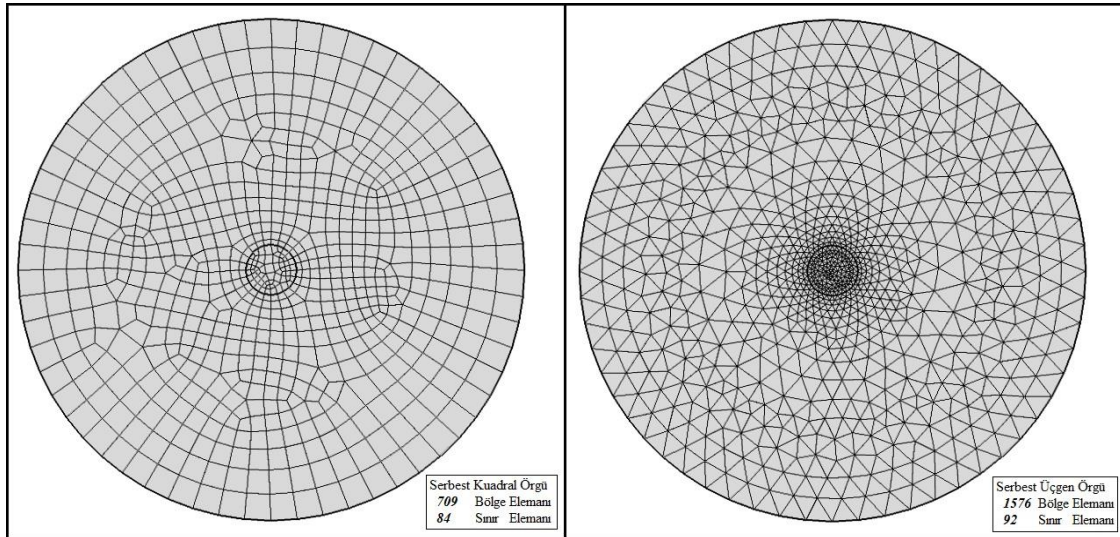 Serbest Kuadral Örgü
709 Bölge Elemanı
84 Sınır Elemanı
Serbest Üçgen Örgü
1576 Bölge Elemanı
92 Sınır Elemanı